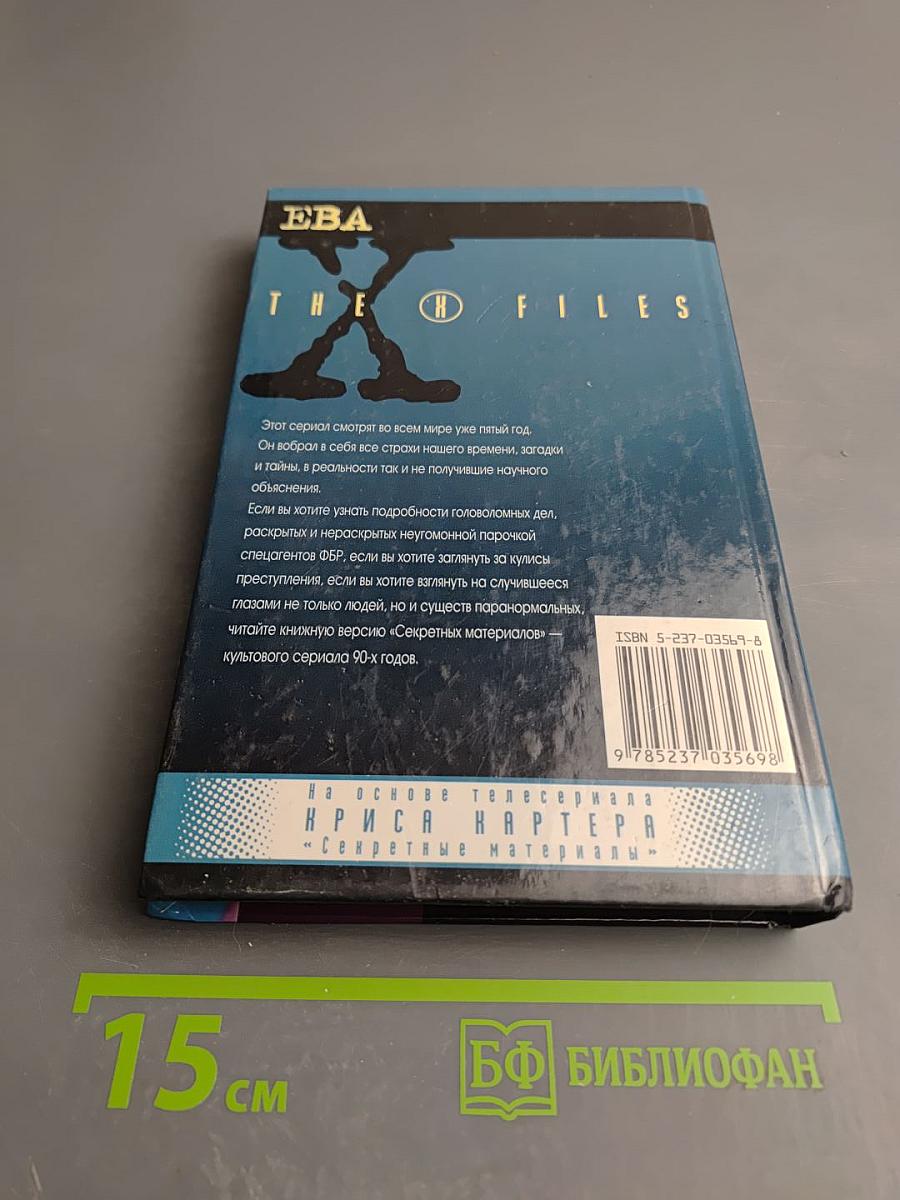 ЕВА
THE X FILES
Этот сериал смотрят во всем мире уже пятый год.
Он вобрал в себя все страхи нашего времени, загадки
и тайны, в реальности так и не получившие научного
объяснения.
Если вы хотите узнать подробности головоломных дел,
раскрытых и нераскрытых неугомонной парочкой
спецагентов ФБР, если вы хотите заглянуть за кулисы
преступления, если вы хотите взглянуть на случившееся
глазами не только людей, но и существ паранормальных,
читайте книжную версию «Секретных материалов» —
культового сериала 90-х годов.
ISBN 5-237-03569-8
9 785237 035698
На основе телесериала
КРИСА КАРТЕРА
«Секретные материалы»
15 см
БФ БИБЛИОФАН